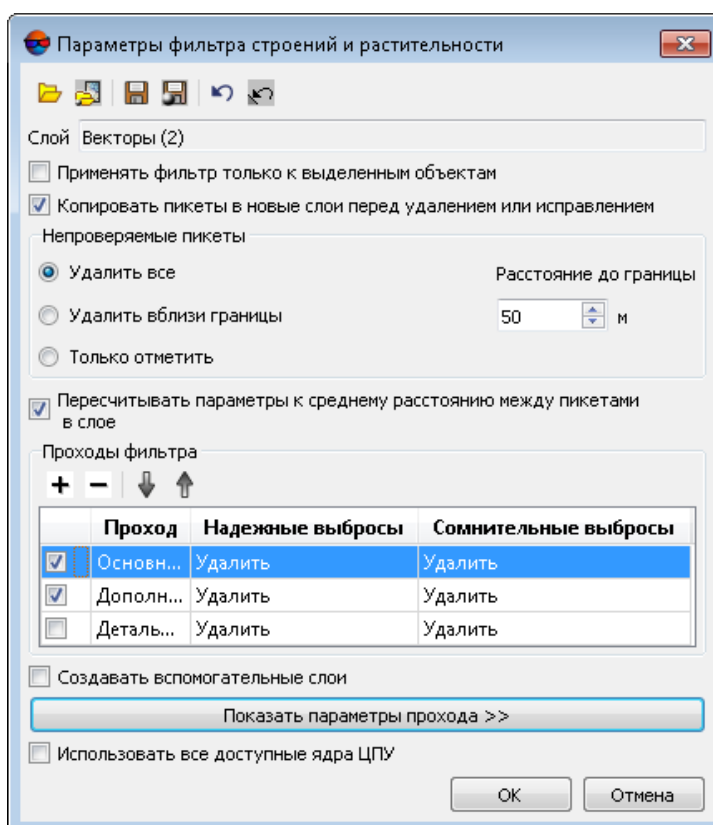 Параметры фильтра строений и растительности
Слой Векторы (2)
Применять фильтр только к выделенным объектам
Копировать пикеты в новые слои перед удалением или исправлением
Непроверяемые пикеты
Удалить все Расстояние до границы
Удалить вблизи границы 50 м
Только отметить
Пересчитывать параметры к среднему расстоянию между пикетами
в слое
Проходы фильтра
Проход Надежные выбросы Сомнительные выбросы
Основн... Удалить Удалить
Дополн... Удалить Удалить
Деталь... Удалить Удалить
Создавать вспомогательные слои
Показать параметры прохода >>
Использовать все доступные ядра ЦПУ
OK Отмена